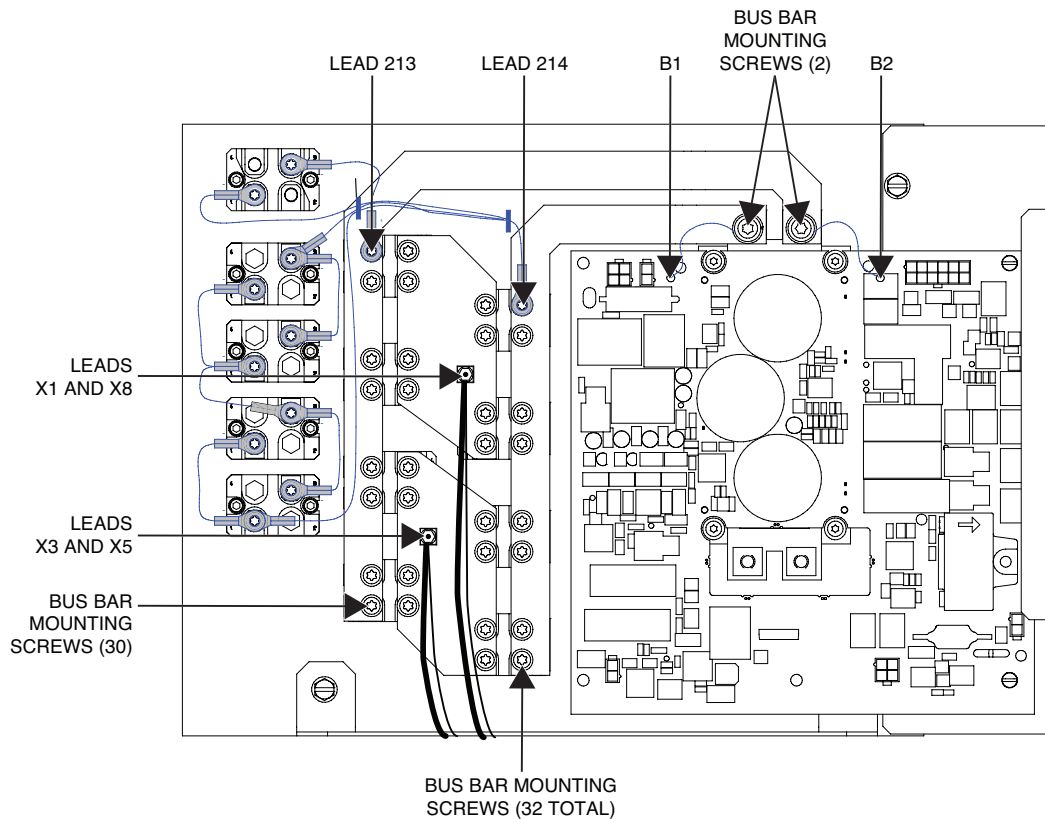 BUS BAR
MOUNTING
SCREWS (2)
LEAD 213
LEAD 214
B1
B2
LEADS
X1 AND X8
LEADS
X3 AND X5
BUS BAR
MOUNTING
SCREWS (30)
BUS BAR MOUNTING
SCREWS (32 TOTAL)